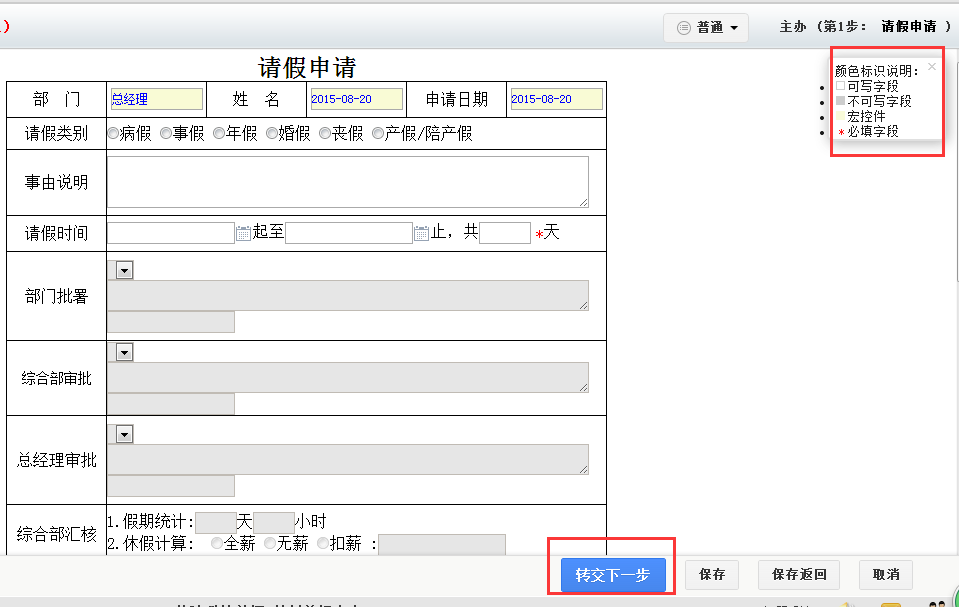 )
普通 主办 (第1步: 请假申请 )
请假申请
颜色标识说明: ×
可写字段
不可写字段
宏控件
*必填字段
部 门 总经理 姓 名 2015-08-20 申请日期 2015-08-20
请假类别 病假 事假 年假 婚假 丧假 产假/陪产假
事由说明
请假时间 起至 止, 共 *天
部门批署
综合部审批
总经理审批
综合部汇核 1.假期统计: 天 小时
2.休假计算: 全薪 无薪 扣薪 :
转交下一步 保存 保存返回 取消